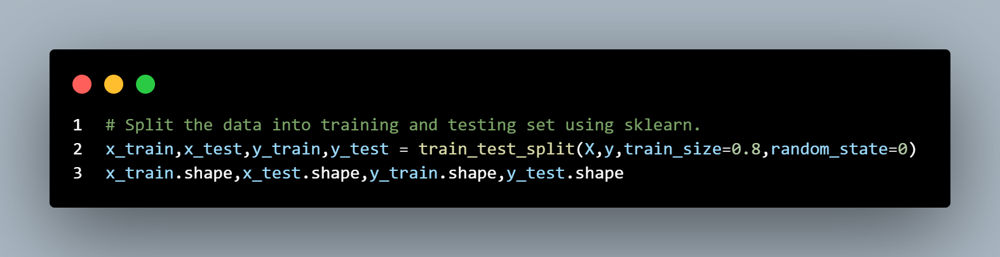 1 # Split the data into training and testing set using sklearn.
2 x_train,x_test,y_train,y_test = train_test_split(X,y,train_size=0.8,random_state=0)
3 x_train.shape,x_test.shape,y_train.shape,y_test.shape